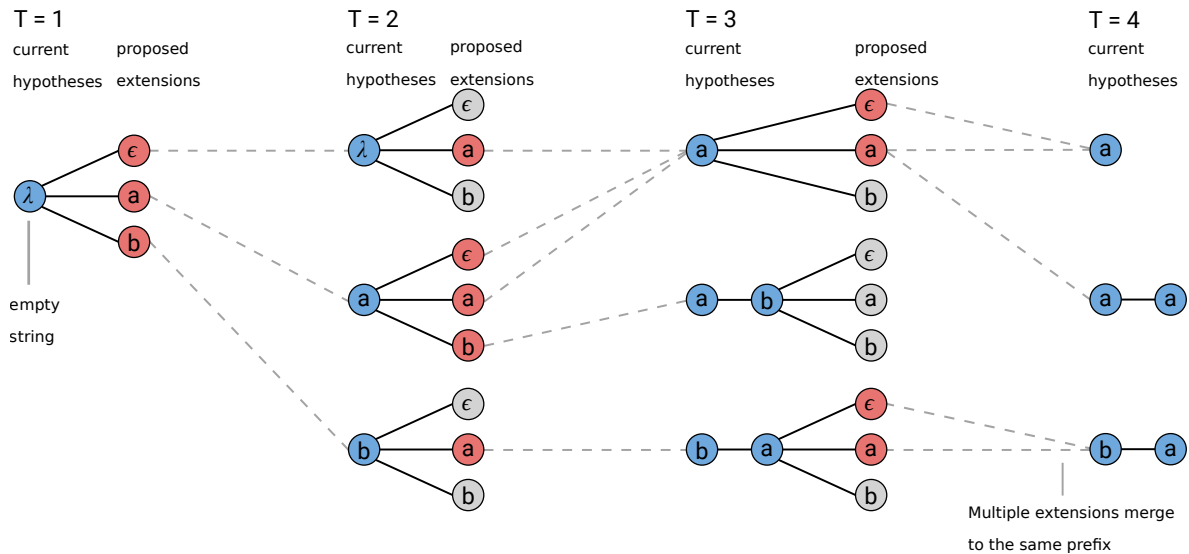 T = 1
current hypotheses
proposed extensions
λ
ϵ
a
b
empty string
T = 2
current hypotheses
proposed extensions
λ
ϵ
a
b
a
ϵ
a
b
b
ϵ
a
b
T = 3
current hypotheses
proposed extensions
a
ϵ
a
b
a b
ϵ
a
b
b a
ϵ
a
b
T = 4
current hypotheses
a
a a
b a
Multiple extensions merge
to the same prefix